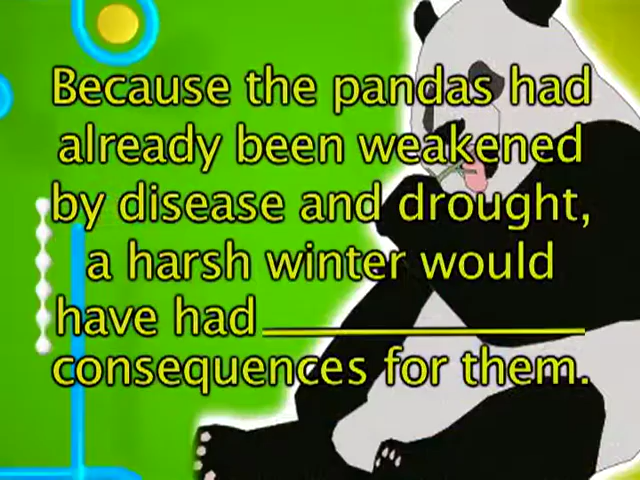 Because the pandas had
already been weakened
by disease and drought,
a harsh winter would
have had ____________
consequences for them.